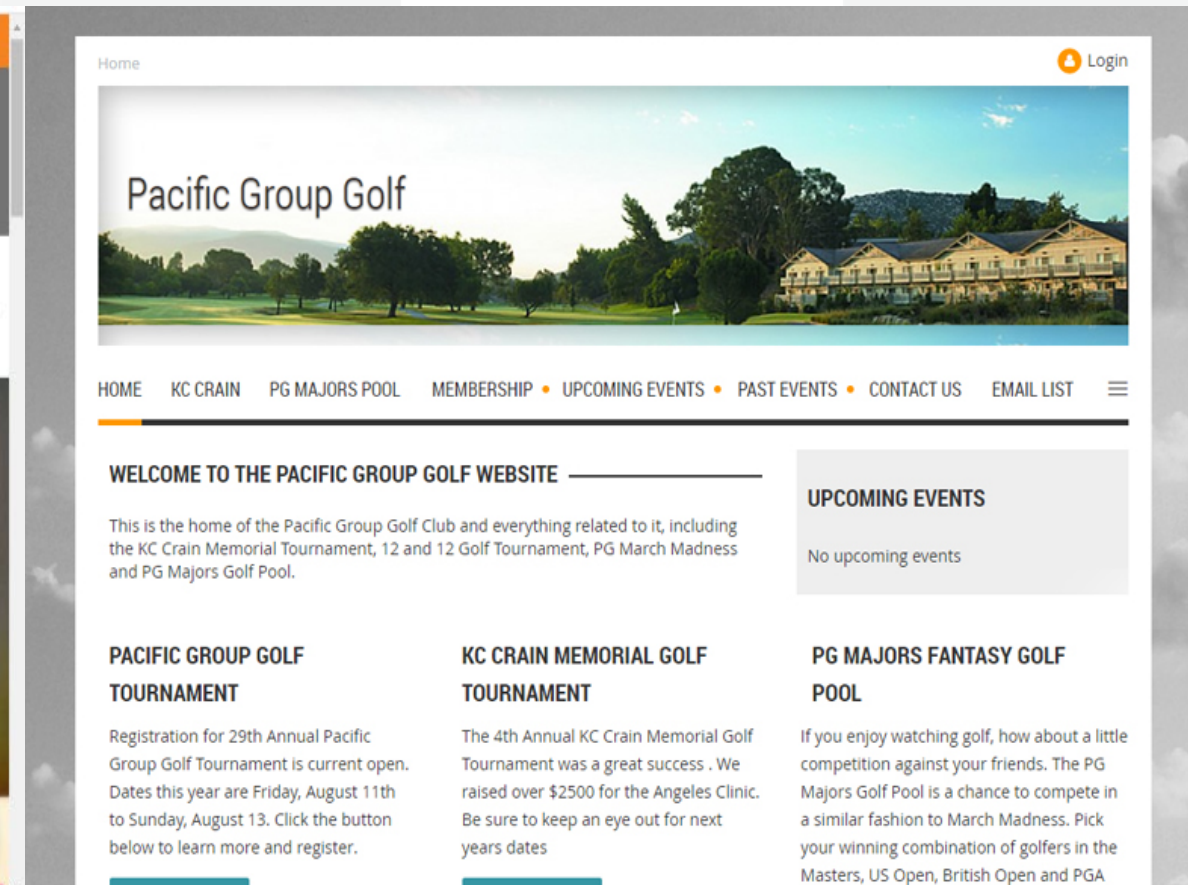 Home
Login
Pacific Group Golf
HOME KC CRAIN PG MAJORS POOL MEMBERSHIP • UPCOMING EVENTS • PAST EVENTS • CONTACT US EMAIL LIST
WELCOME TO THE PACIFIC GROUP GOLF WEBSITE
This is the home of the Pacific Group Golf Club and everything related to it, including
the KC Crain Memorial Tournament, 12 and 12 Golf Tournament, PG March Madness
and PG Majors Golf Pool.
UPCOMING EVENTS
No upcoming events
PACIFIC GROUP GOLF
TOURNAMENT
Registration for 29th Annual Pacific
Group Golf Tournament is current open.
Dates this year are Friday, August 11th
to Sunday, August 13. Click the button
below to learn more and register.
KC CRAIN MEMORIAL GOLF
TOURNAMENT
The 4th Annual KC Crain Memorial Golf
Tournament was a great success . We
raised over $2500 for the Angeles Clinic.
Be sure to keep an eye out for next
years dates
PG MAJORS FANTASY GOLF
POOL
If you enjoy watching golf, how about a little
competition against your friends. The PG
Majors Golf Pool is a chance to compete in
a similar fashion to March Madness. Pick
your winning combination of golfers in the
Masters, US Open, British Open and PGA